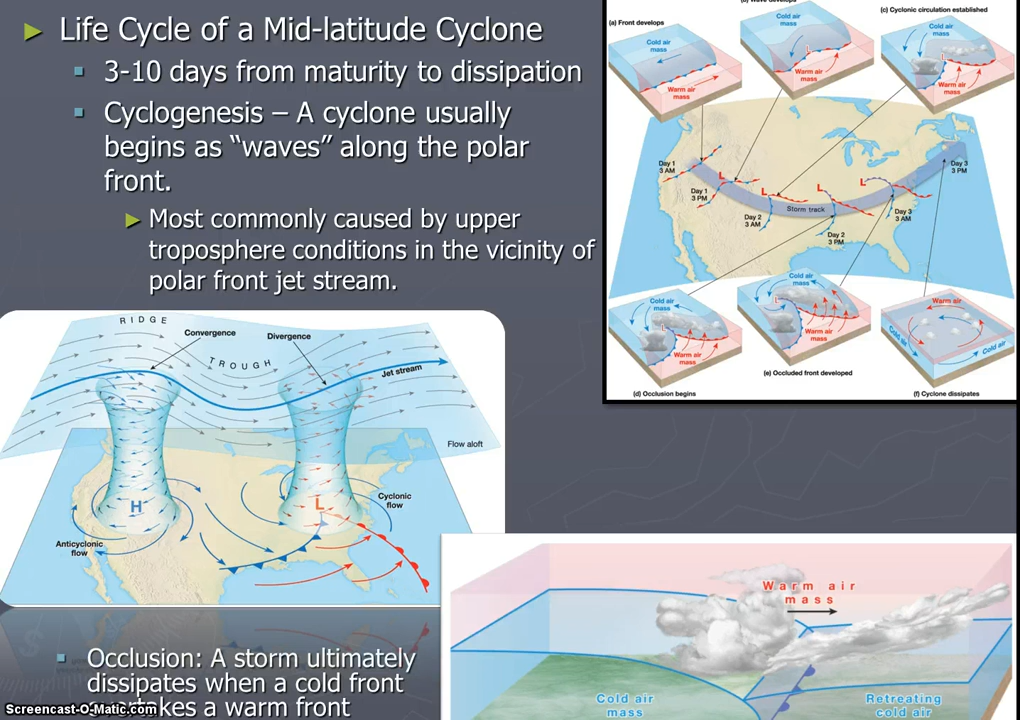 Life Cycle of a Mid-latitude Cyclone
3-10 days from maturity to dissipation
Cyclogenesis – A cyclone usually
begins as “waves” along the polar
front.
Most commonly caused by upper
troposphere conditions in the vicinity of
polar front jet stream.
(a) Front develops
(b) Wave develops
(c) Cyclonic circulation established
Cold air
mass
Warm air
mass
Cold air
mass
Warm air
mass
Cold air
mass
Warm air
mass
Day 1
3 AM
Day 1
3 PM
Day 2
3 AM
Day 2
3 PM
Day 3
3 AM
Day 3
3 PM
L
L
L
L
L
L
Storm track
Cold air
mass
L
Warm air
mass
(d) Occlusion begins
Cold air
mass
L
Warm air
mass
(e) Occluded front developed
Warm air
Cold air
Cold air
(f) Cyclone dissipates
RIDGE
Convergence
Divergence
TROUGH
Jet stream
Flow aloft
H
L
Cyclonic
flow
Anticyclonic
flow
Warm air
mass
Cold air
mass
Retreating
cold air
Occlusion: A storm ultimately
dissipates when a cold front
a warm front
Screencast-O-Matic.com